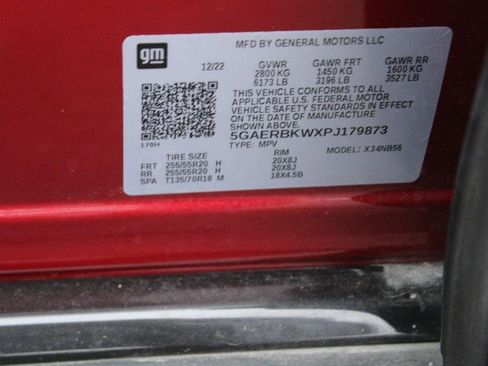 gm
MFD BY GENERAL MOTORS LLC
12/22 GVWR GAWR FRT GAWR RR
2800 KG 1450 KG 1600 KG
6173 LB 3196 LB 3527 LB
THIS VEHICLE CONFORMS TO ALL
APPLICABLE U.S. FEDERAL MOTOR
VEHICLE SAFETY STANDARDS IN EFFECT ON
THE DATE OF MANUFACTURE SHOWN ABOVE.
5GAERBKWXPJ179873
TYPE: MPV MODEL: X34NB56
TIRE SIZE RIM
FRT 255/55R20 H 20X8J
RR 255/55R20 H 20X8J
SPA T135/70R18 M 18X4.5B